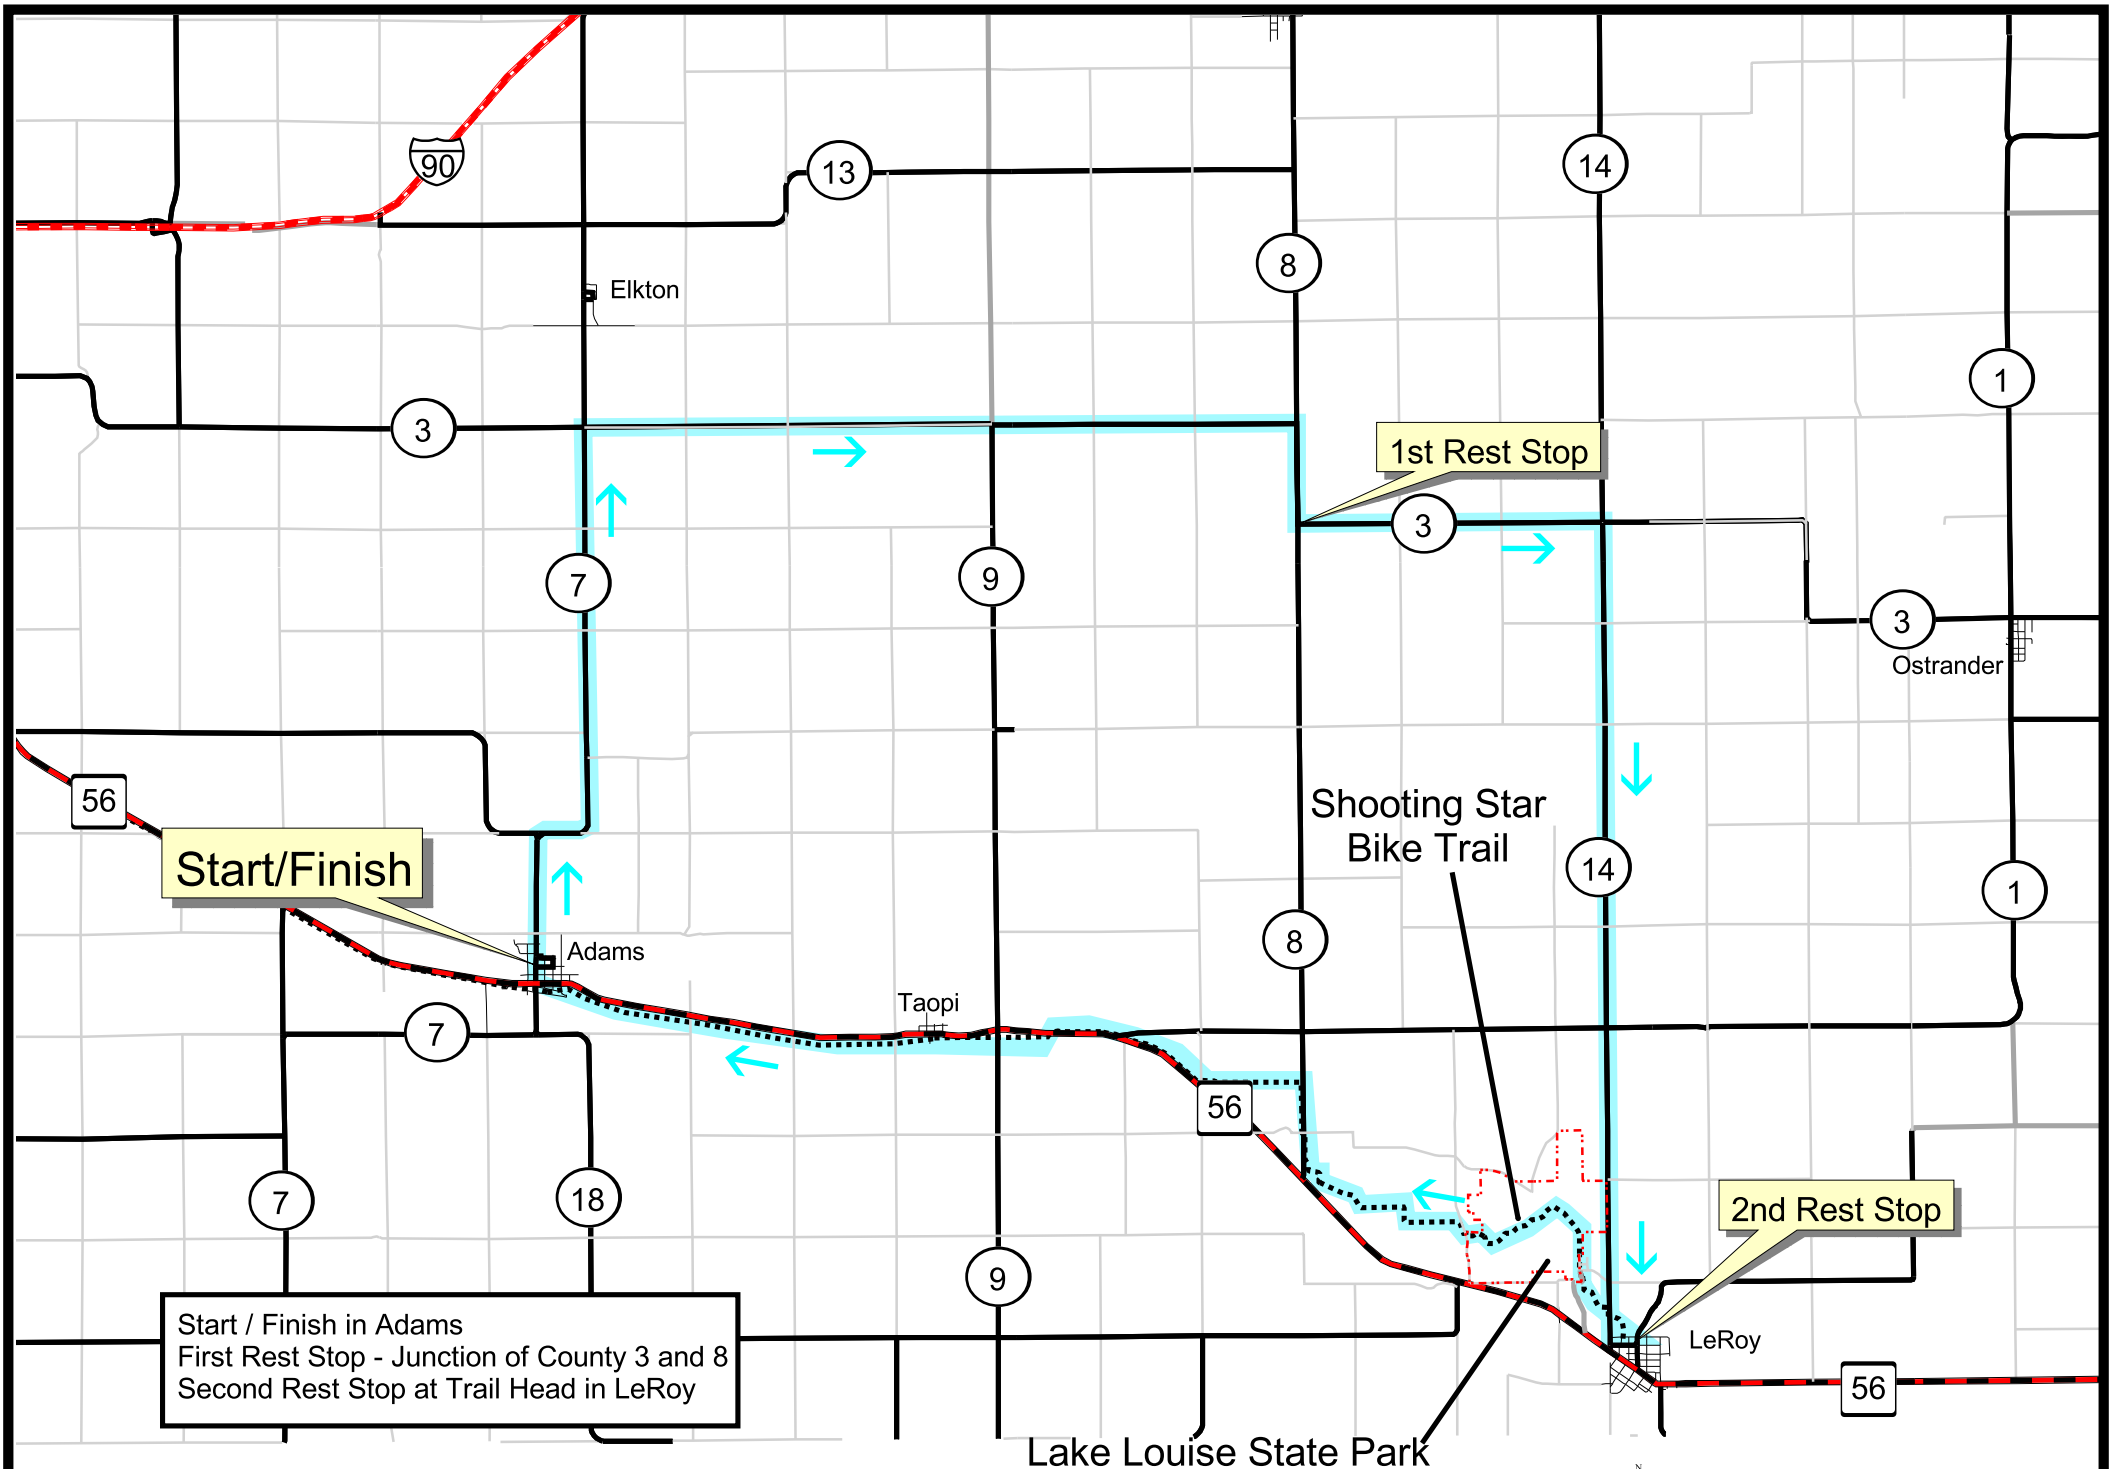 90
13
14
8
Elkton
1
3
1st Rest Stop
3
7
9
3
Ostrander
56
Shooting Star
Bike Trail
Start/Finish
14
1
8
Adams
Taopi
7
56
7
18
2nd Rest Stop
9
Start / Finish in Adams
First Rest Stop - Junction of County 3 and 8
Second Rest Stop at Trail Head in LeRoy
LeRoy
56
Lake Louise State Park
N